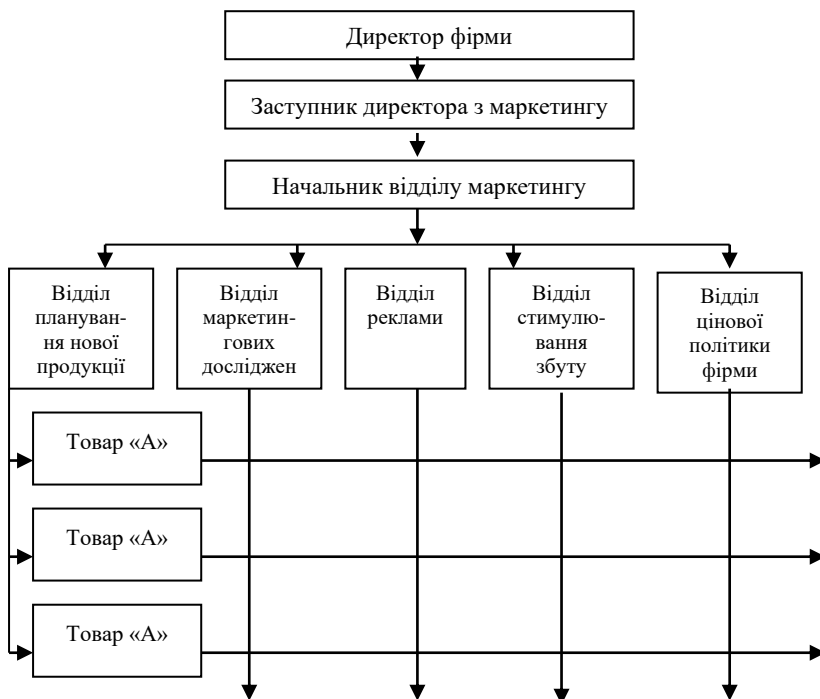 Директор фірми
Заступник директора з маркетингу
Начальник відділу маркетингу
Відділ
плануван-
ня нової
продукції
Відділ
маркетин-
гових
досліджен
Відділ
реклами
Відділ
стимулю-
вання
збуту
Відділ
цінової
політики
фірми
Товар «А»
Товар «А»
Товар «А»